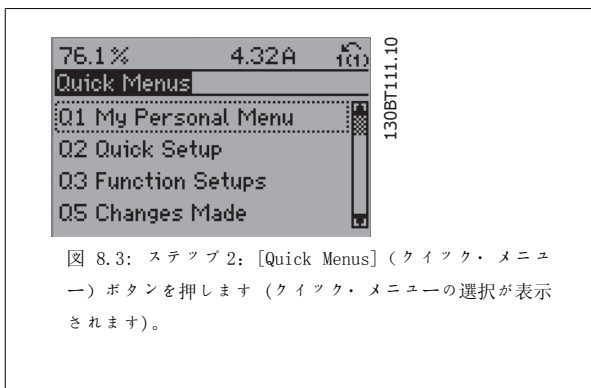 76.1% 4.32A 1(1)
Quick Menus
Q1 My Personal Menu
Q2 Quick Setup
Q3 Function Setups
Q5 Changes Made
130BT111.10
図 8.3: ステップ 2: [Quick Menus] (クイック・ メニュ
ー) ボタンを押します (クイック・ メニューの選択が表示
されます)。